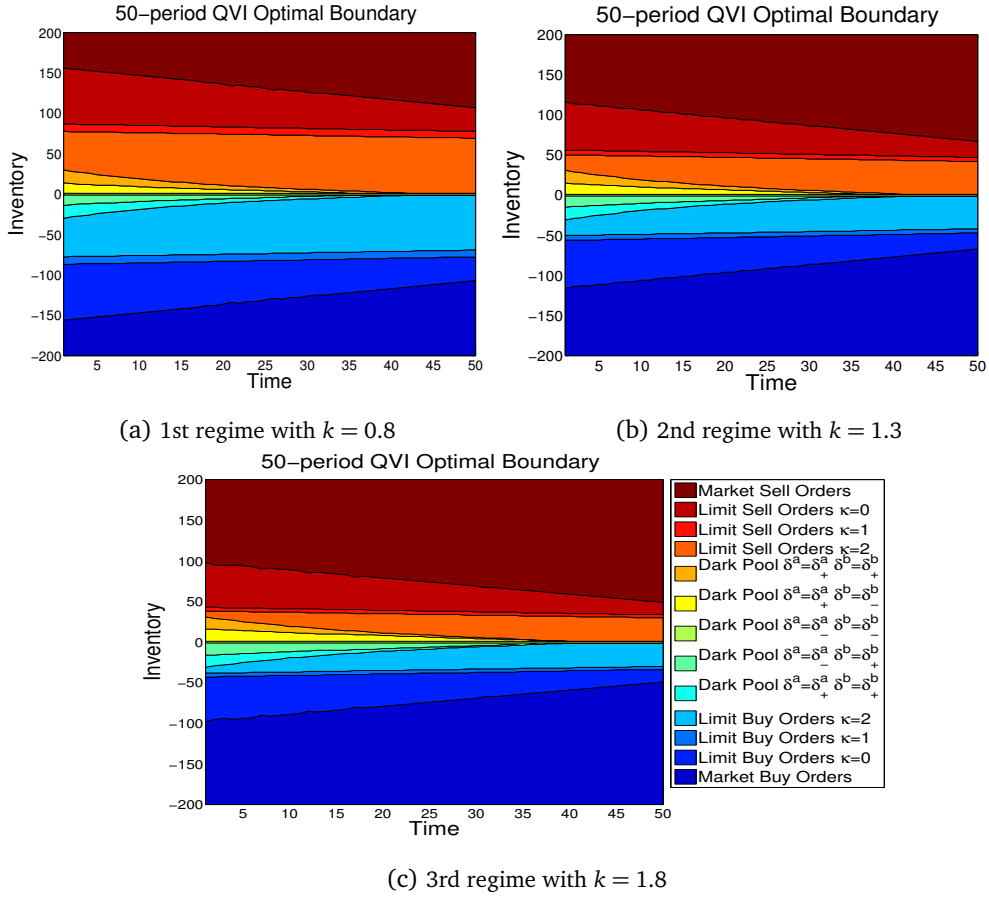 50−period QVI Optimal Boundary
200
150
100
50
0
−50
−100
−150
−200
Inventory
5 10 15 20 25 30 35 40 45 50
Time
(a) 1st regime with k = 0.8
50−period QVI Optimal Boundary
200
150
100
50
0
−50
−100
−150
−200
Inventory
5 10 15 20 25 30 35 40 45 50
Time
(b) 2nd regime with k = 1.3
50−period QVI Optimal Boundary
200
150
100
50
0
−50
−100
−150
−200
Inventory
5 10 15 20 25 30 35 40 45 50
Time
Market Sell Orders
Limit Sell Orders κ=0
Limit Sell Orders κ=1
Limit Sell Orders κ=2
Dark Pool δᵃ=δᵃ₊ δᵇ=δᵇ₊
Dark Pool δᵃ=δᵃ₊ δᵇ=δᵇ₋
Dark Pool δᵃ=δᵃ₋ δᵇ=δᵇ₋
Dark Pool δᵃ=δᵃ₋ δᵇ=δᵇ₊
Dark Pool δᵃ=δᵃ₊ δᵇ=δᵇ₊
Limit Buy Orders κ=2
Limit Buy Orders κ=1
Limit Buy Orders κ=0
Market Buy Orders
(c) 3rd regime with k = 1.8